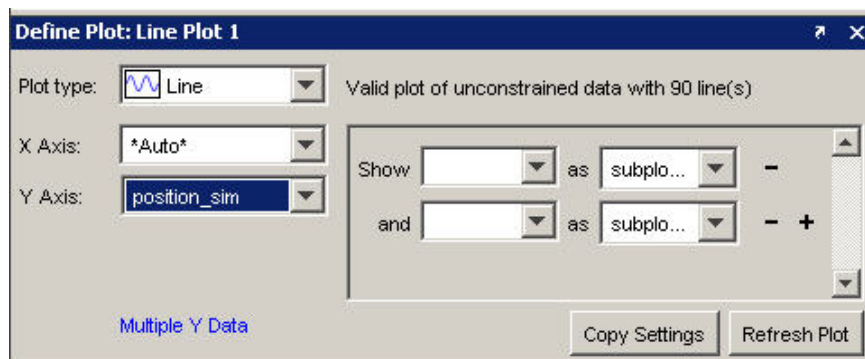 Define Plot: Line Plot 1
Plot type: Line
Valid plot of unconstrained data with 90 line(s)
X Axis: *Auto*
Y Axis: position_sim
Show as subplo... -
and as subplo... - +
Multiple Y Data
Copy Settings Refresh Plot